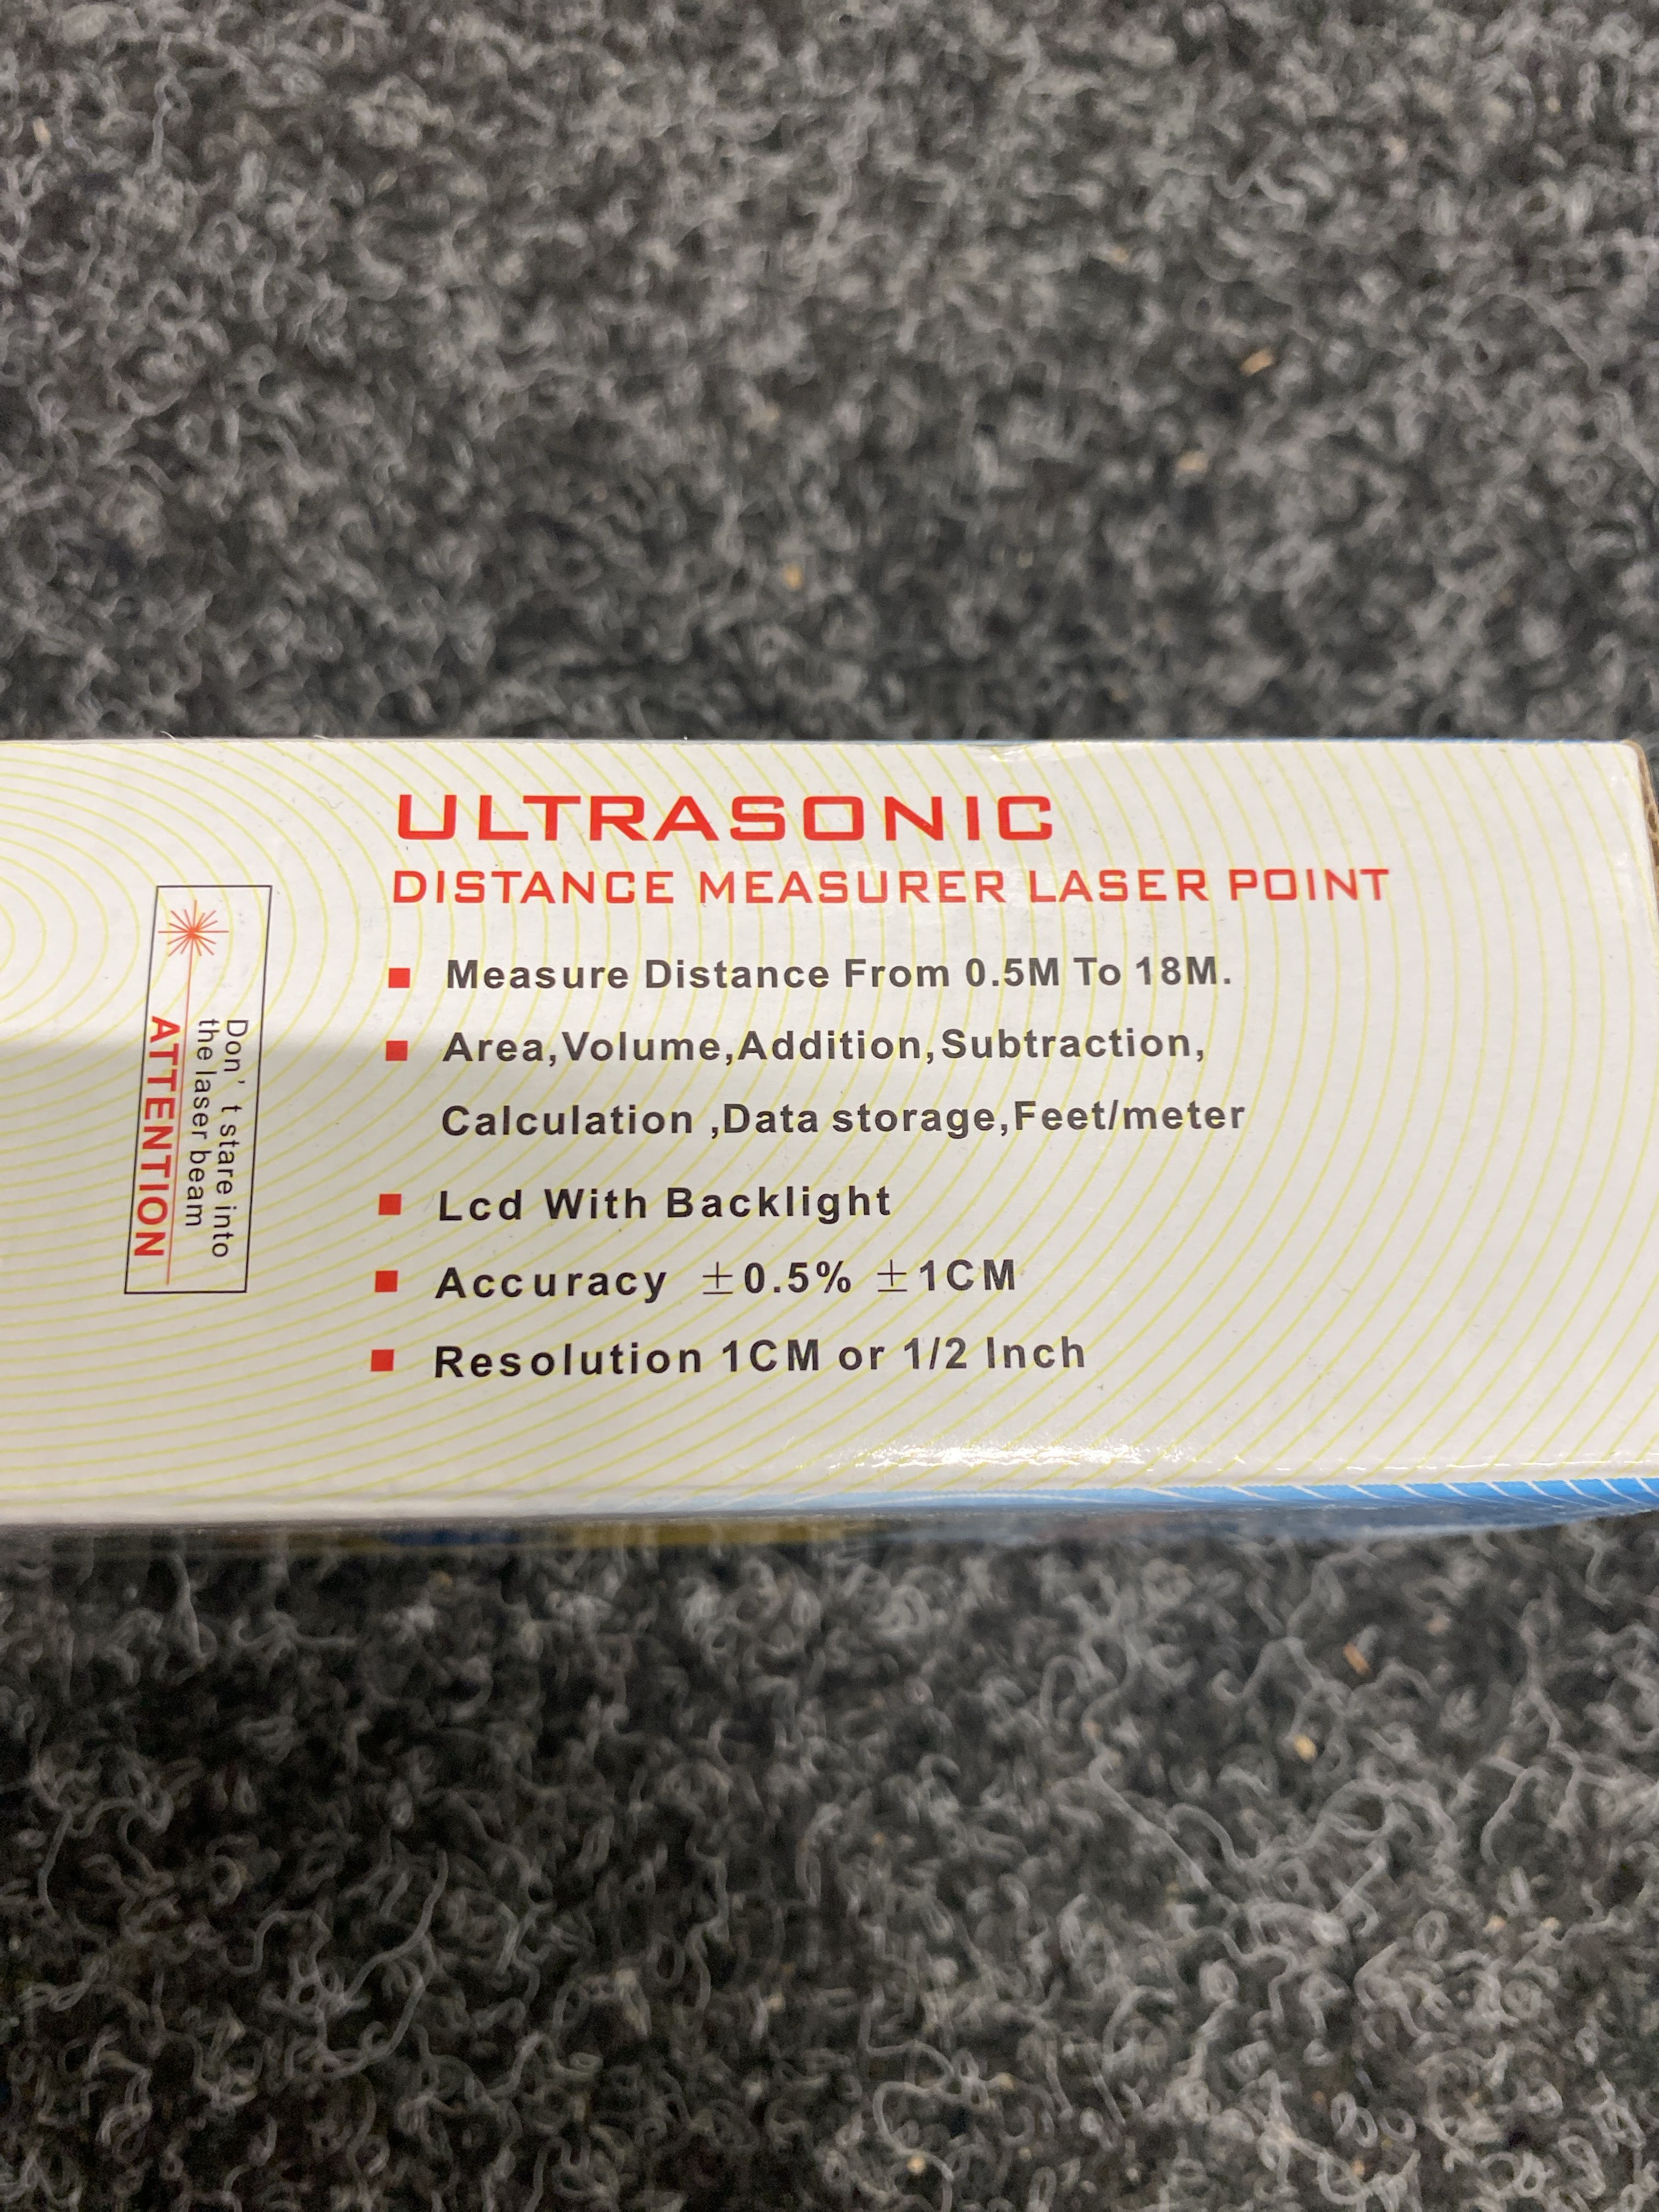 ULTRASONIC
DISTANCE MEASURER LASER POINT
Measure Distance From 0.5M To 18M.
Area,Volume,Addition,Subtraction,
Calculation ,Data storage,Feet/meter
Lcd With Backlight
Accuracy ±0.5% ±1CM
Resolution 1CM or 1/2 Inch
Don't stare into
the laser beam
ATTENTION